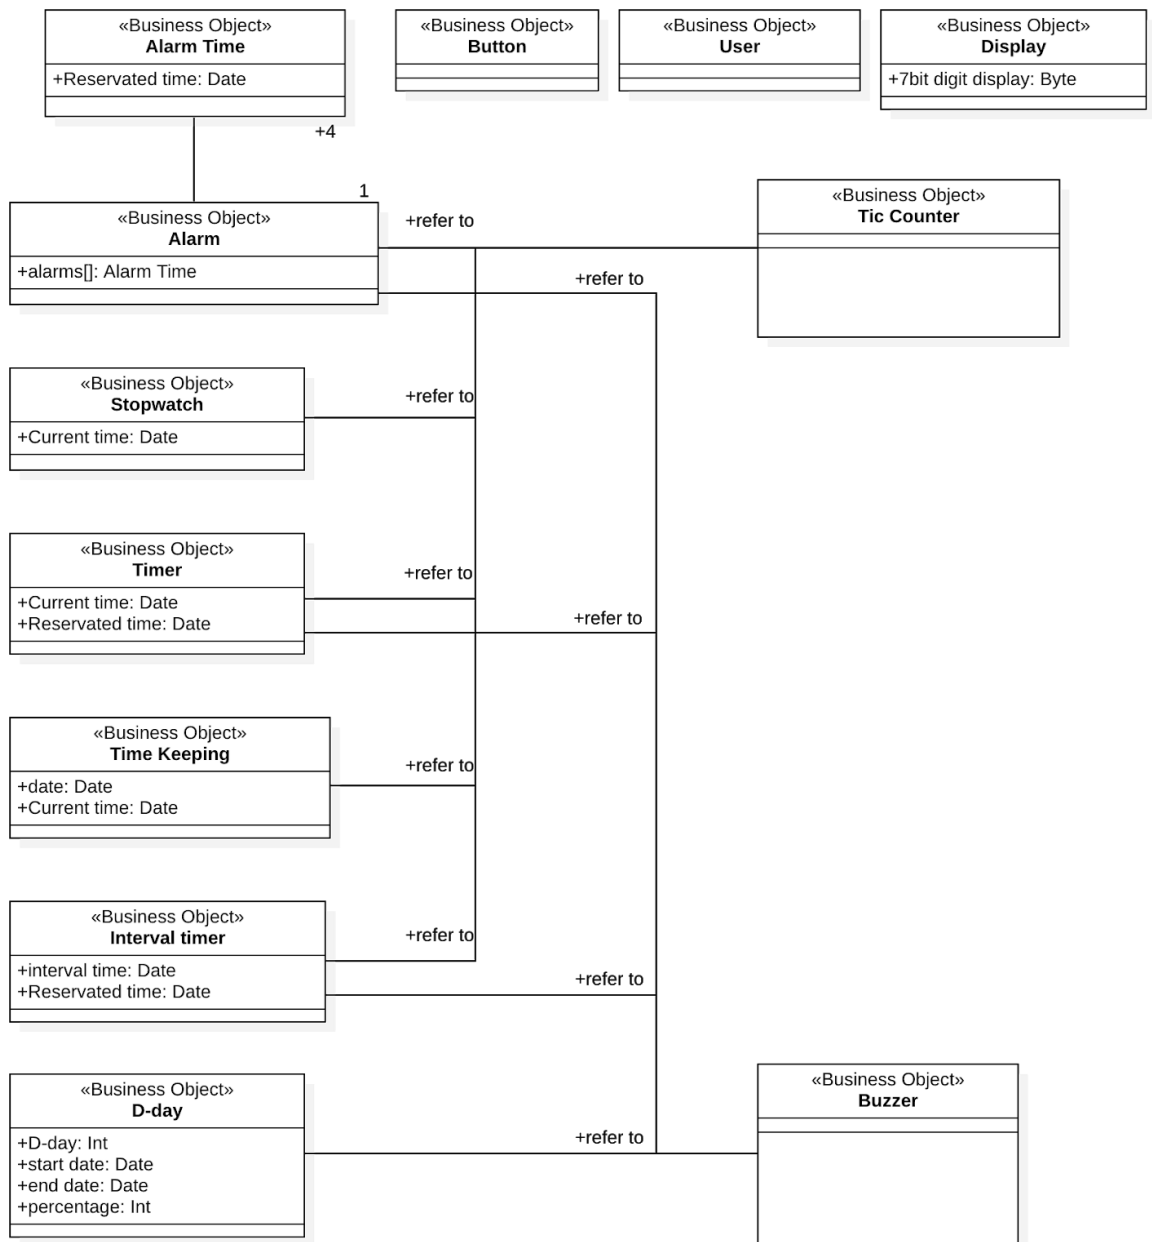 «Business Object»
Alarm Time
+Reservated time: Date
«Business Object»
Button
«Business Object»
User
«Business Object»
Display
+7bit digit display: Byte
+4
1
«Business Object»
Alarm
+alarms[]: Alarm Time
+refer to
+refer to
«Business Object»
Tic Counter
«Business Object»
Stopwatch
+Current time: Date
+refer to
«Business Object»
Timer
+Current time: Date
+Reservated time: Date
+refer to
+refer to
«Business Object»
Time Keeping
+date: Date
+Current time: Date
+refer to
«Business Object»
Interval timer
+interval time: Date
+Reservated time: Date
+refer to
+refer to
«Business Object»
D-day
+D-day: Int
+start date: Date
+end date: Date
+percentage: Int
+refer to
«Business Object»
Buzzer